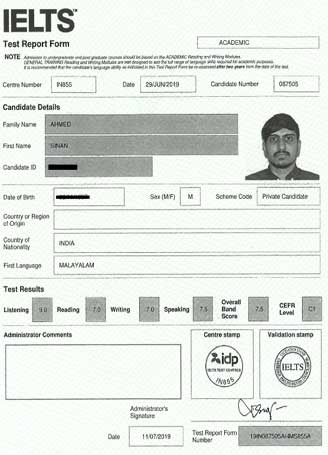 IELTS™
Test Report Form
ACADEMIC
NOTE Admission to undergraduate and post graduate courses should be based on the ACADEMIC Reading and Writing Modules.
GENERAL TRAINING Reading and Writing Modules are not designed to test the full range of language skills required for academic purposes.
It is recommended that the candidate's language ability as indicated in this Test Report Form be re-assessed after two years from the date of the test.
Centre Number IN855 Date 29/JUN/2019 Candidate Number 087505
Candidate Details
Family Name AHMED
First Name SINAN
Candidate ID
Date of Birth Sex (M/F) M Scheme Code Private Candidate
Country or Region of Origin
Country of Nationality INDIA
First Language MALAYALAM
Test Results
Listening 9.0 Reading 7.0 Writing 7.0 Speaking 7.5 Overall Band Score 7.5 CEFR Level C1
Administrator Comments
Centre stamp
idp
IELTS TEST CENTRES
IN855
Validation stamp
IELTS
Administrator's Signature
Date 11/07/2019
Test Report Form Number 19IN087505AHMS855A